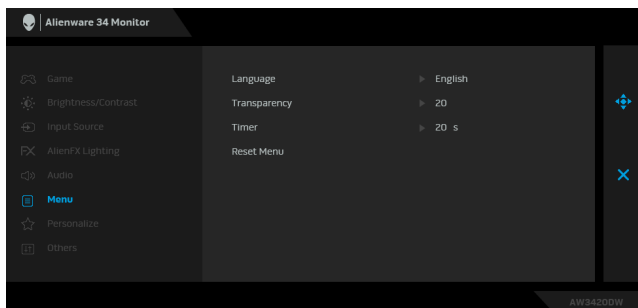 Alienware 34 Monitor
Game
Brightness/Contrast
Input Source
AlienFX Lighting
Audio
Menu
Personalize
Others
Language English
Transparency 20
Timer 20 s
Reset Menu
AW3420DW